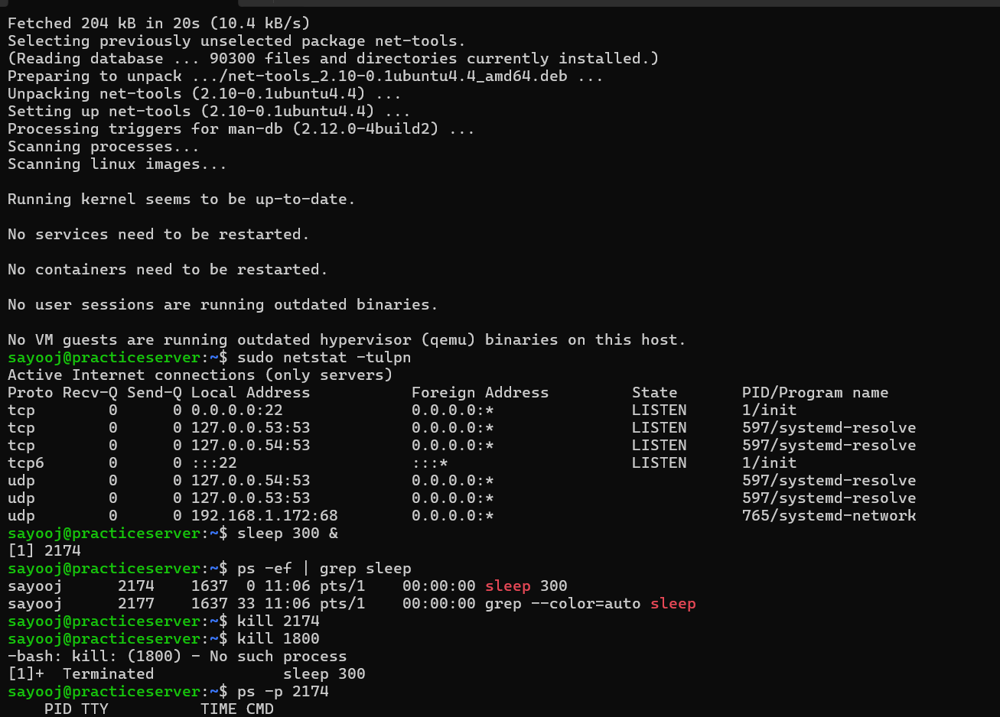 Fetched 204 kB in 20s (10.4 kB/s)
Selecting previously unselected package net-tools.
(Reading database ... 90300 files and directories currently installed.)
Preparing to unpack .../net-tools_2.10-0.1ubuntu4.4_amd64.deb ...
Unpacking net-tools (2.10-0.1ubuntu4.4) ...
Setting up net-tools (2.10-0.1ubuntu4.4) ...
Processing triggers for man-db (2.12.0-4build2) ...
Scanning processes...
Scanning linux images...

Running kernel seems to be up-to-date.

No services need to be restarted.

No containers need to be restarted.

No user sessions are running outdated binaries.

No VM guests are running outdated hypervisor (qemu) binaries on this host.
sayooj@practiceserver:~$ sudo netstat -tulpn
Active Internet connections (only servers)
Proto Recv-Q Send-Q Local Address           Foreign Address         State       PID/Program name
tcp        0      0 0.0.0.0:22              0.0.0.0:*               LISTEN      1/init
tcp        0      0 127.0.0.53:53           0.0.0.0:*               LISTEN      597/systemd-resolve
tcp        0      0 127.0.0.54:53           0.0.0.0:*               LISTEN      597/systemd-resolve
tcp6       0      0 :::22                   :::*                    LISTEN      1/init
udp        0      0 127.0.0.54:53           0.0.0.0:*                           597/systemd-resolve
udp        0      0 127.0.0.53:53           0.0.0.0:*                           597/systemd-resolve
udp        0      0 192.168.1.172:68        0.0.0.0:*                           765/systemd-network
sayooj@practiceserver:~$ sleep 300 &
[1] 2174
sayooj@practiceserver:~$ ps -ef | grep sleep
sayooj      2174    1637  0 11:06 pts/1    00:00:00 sleep 300
sayooj      2177    1637 33 11:06 pts/1    00:00:00 grep --color=auto sleep
sayooj@practiceserver:~$ kill 2174
sayooj@practiceserver:~$ kill 1800
-bash: kill: (1800) - No such process
[1]+  Terminated              sleep 300
sayooj@practiceserver:~$ ps -p 2174
    PID TTY          TIME CMD